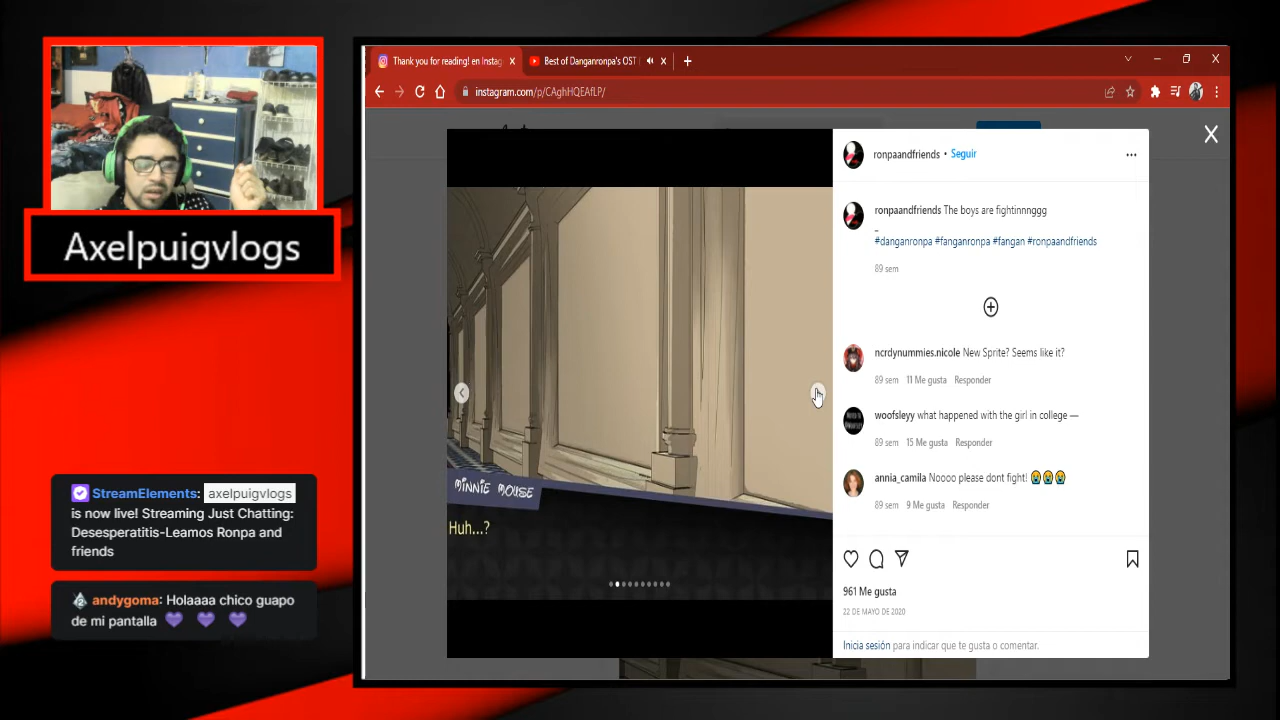 Axelpuigvlogs
StreamElements: axelpuigvlogs
is now live! Streaming Just Chatting:
Desesperatitis-Leamos Ronpa and
friends
andygoma: Holaaaa chico guapo
de mi pantalla
Thank you for reading! en Instag
Best of Danganronpa's OST
instagram.com/p/CAghHQEAfLP/
MINNIE MOUSE
Huh...?
ronpaandfriends • Seguir
ronpaandfriends The boys are fightinnnggg
_
#danganronpa #fanganronpa #fangan #ronpaandfriends
89 sem
ncrdynummies.nicole New Sprite? Seems like it?
89 sem 11 Me gusta Responder
woofsleyy what happened with the girl in college —
89 sem 15 Me gusta Responder
annia_camila Noooo please dont fight!
89 sem 9 Me gusta Responder
961 Me gusta
22 DE MAYO DE 2020
Inicia sesión para indicar que te gusta o comentar.